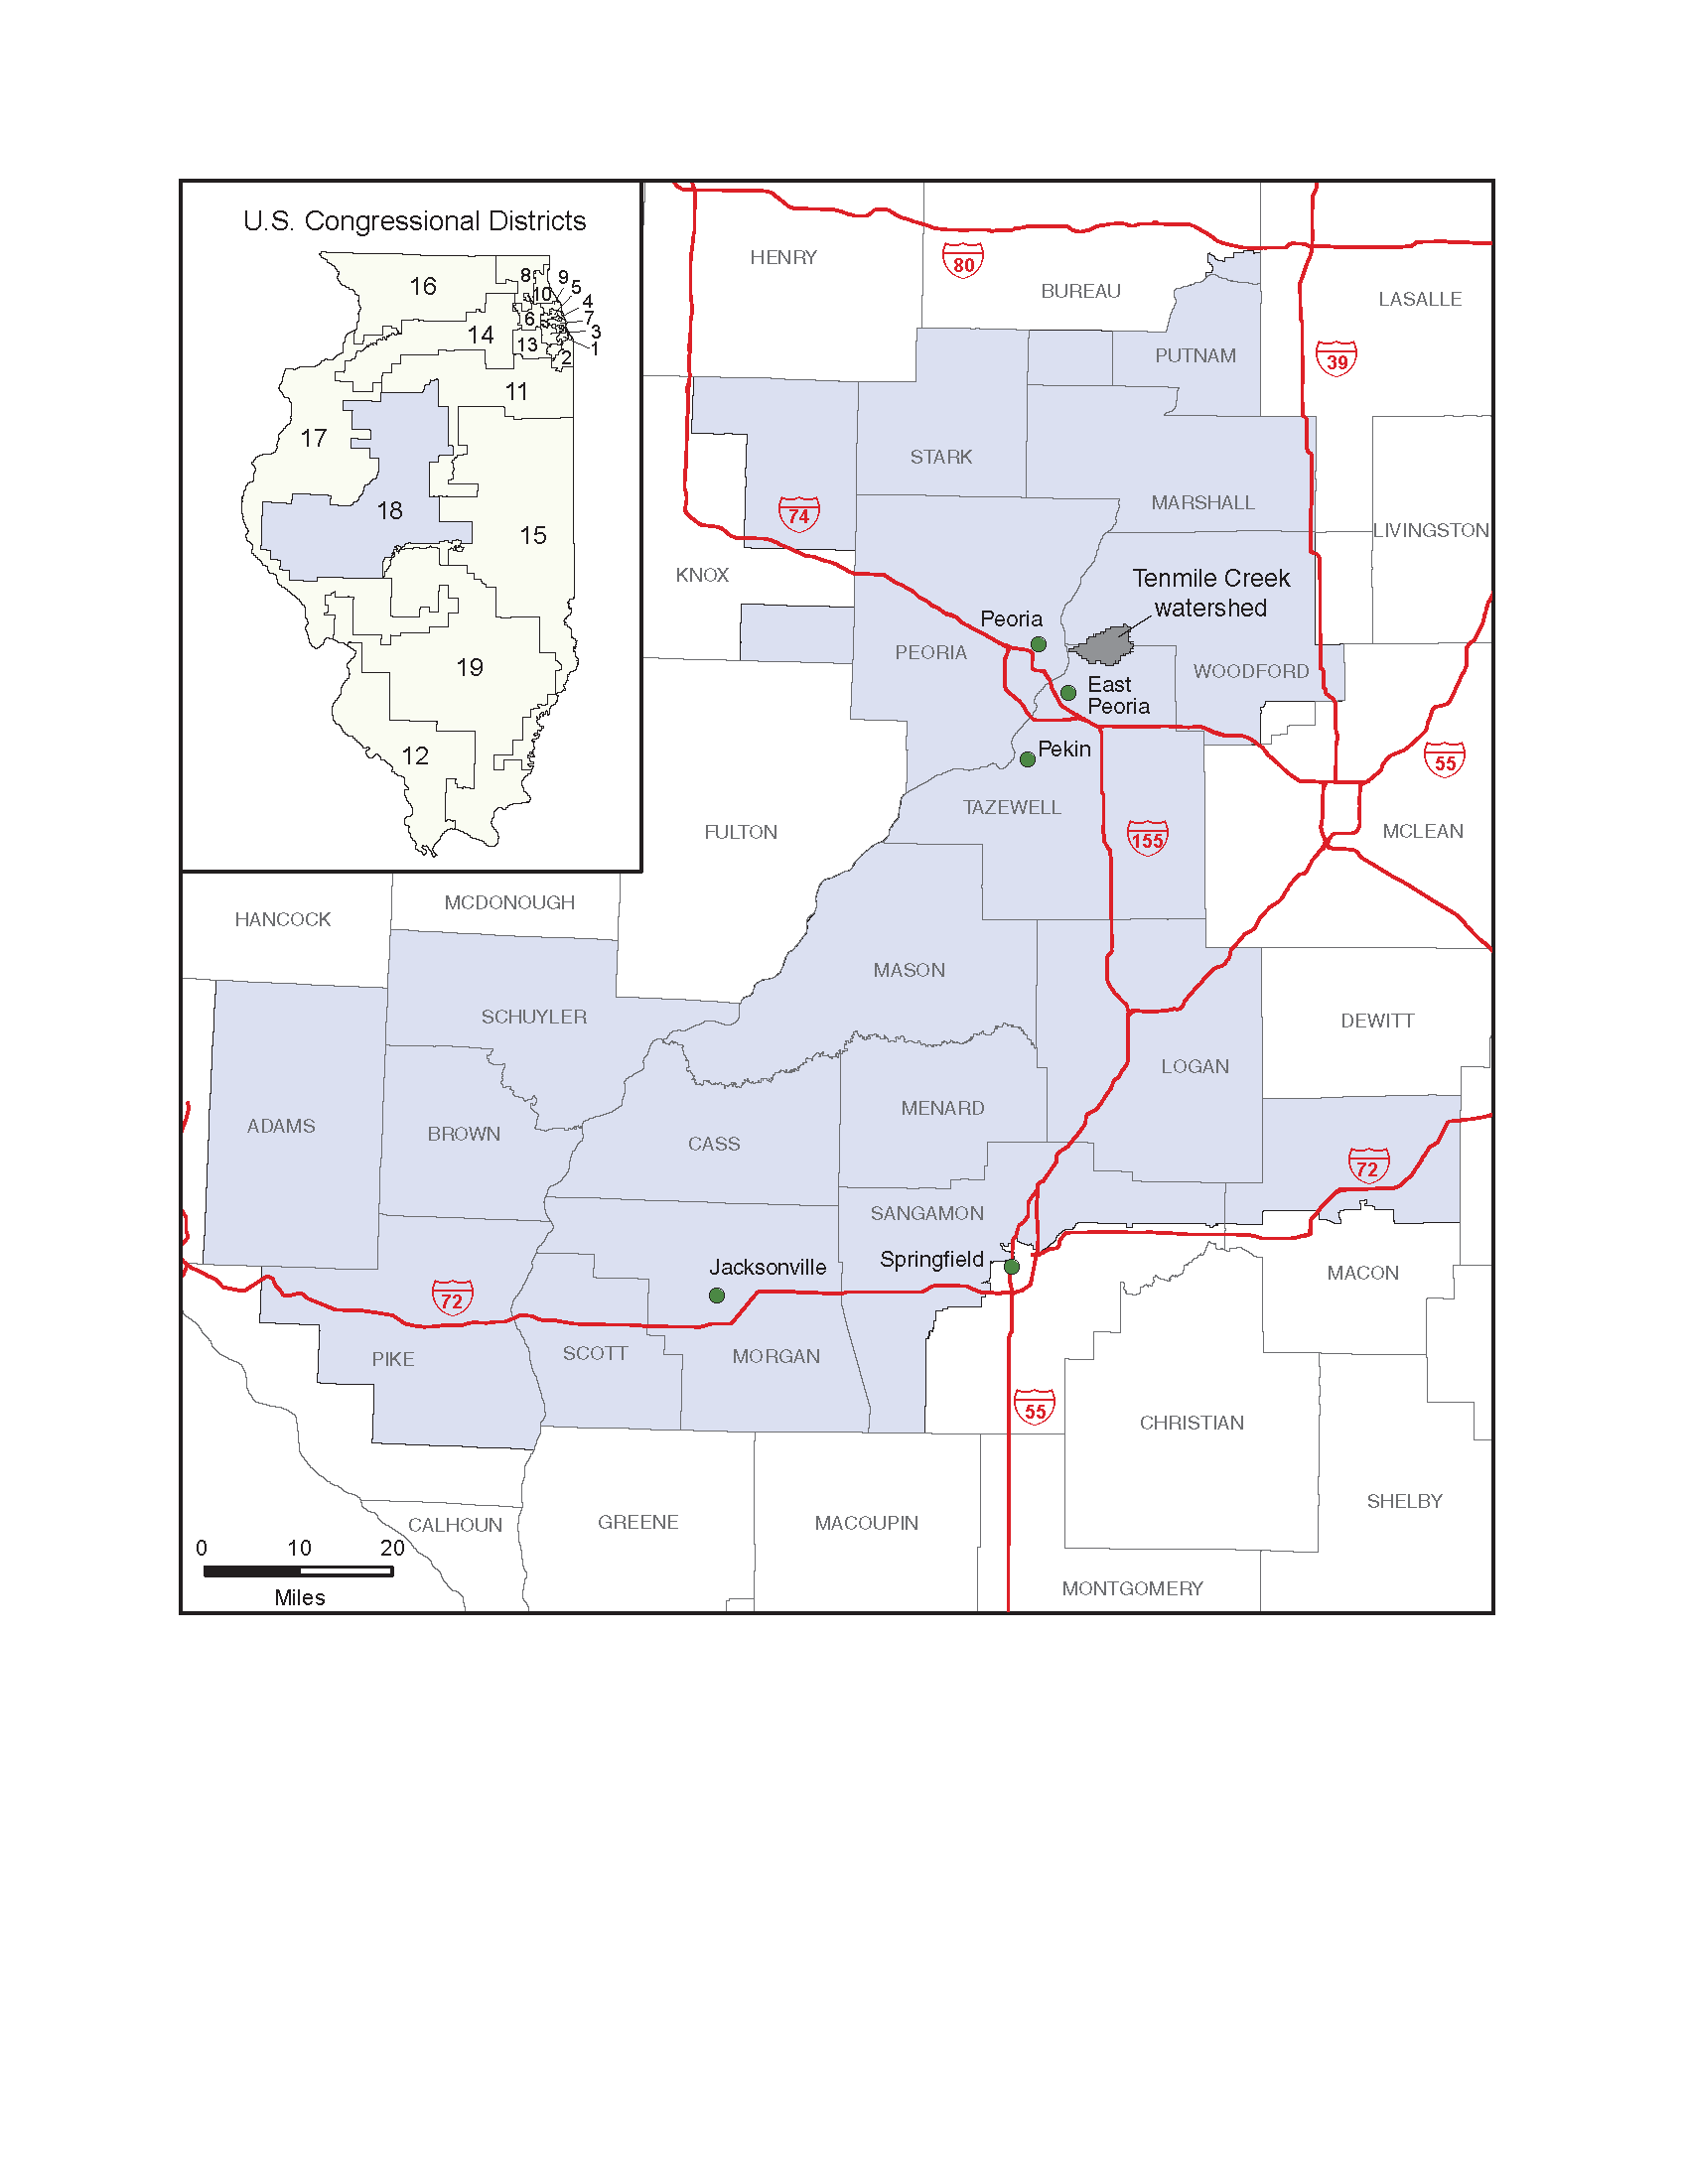 U.S. Congressional Districts
16
8
9
10
5
4
14
6
7
3
13
1
2
11
17
18
15
19
12
HENRY
80
BUREAU
LASALLE
39
PUTNAM
STARK
MARSHALL
74
LIVINGSTON
KNOX
Tenmile Creek
watershed
Peoria
PEORIA
WOODFORD
East
Peoria
Pekin
55
TAZEWELL
FULTON
155
MCLEAN
MCDONOUGH
HANCOCK
MASON
SCHUYLER
DEWITT
LOGAN
MENARD
ADAMS
BROWN
CASS
72
SANGAMON
Springfield
Jacksonville
MACON
72
PIKE
SCOTT
MORGAN
55
CHRISTIAN
SHELBY
CALHOUN
GREENE
MACOUPIN
0 10 20
Miles
MONTGOMERY